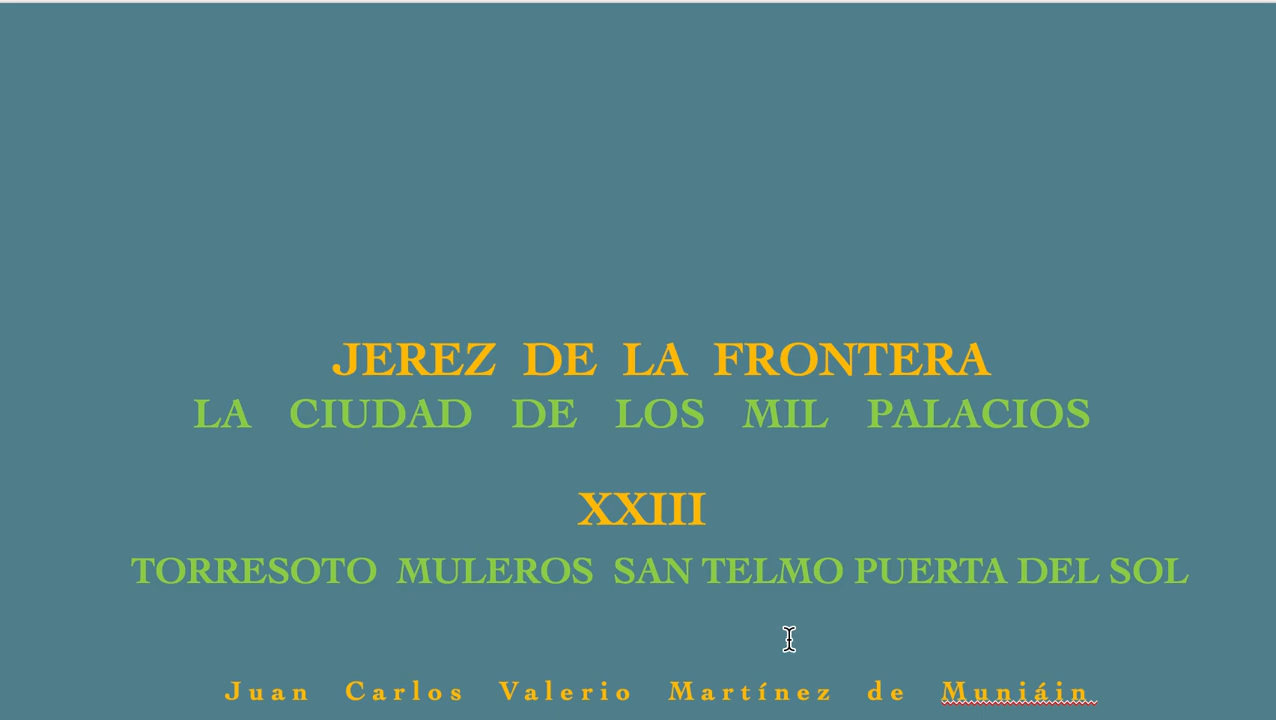 JEREZ DE LA FRONTERA
LA CIUDAD DE LOS MIL PALACIOS
XXIII
TORRESOTO MULEROS SAN TELMO PUERTA DEL SOL
Juan Carlos Valerio Martínez de Muniáin